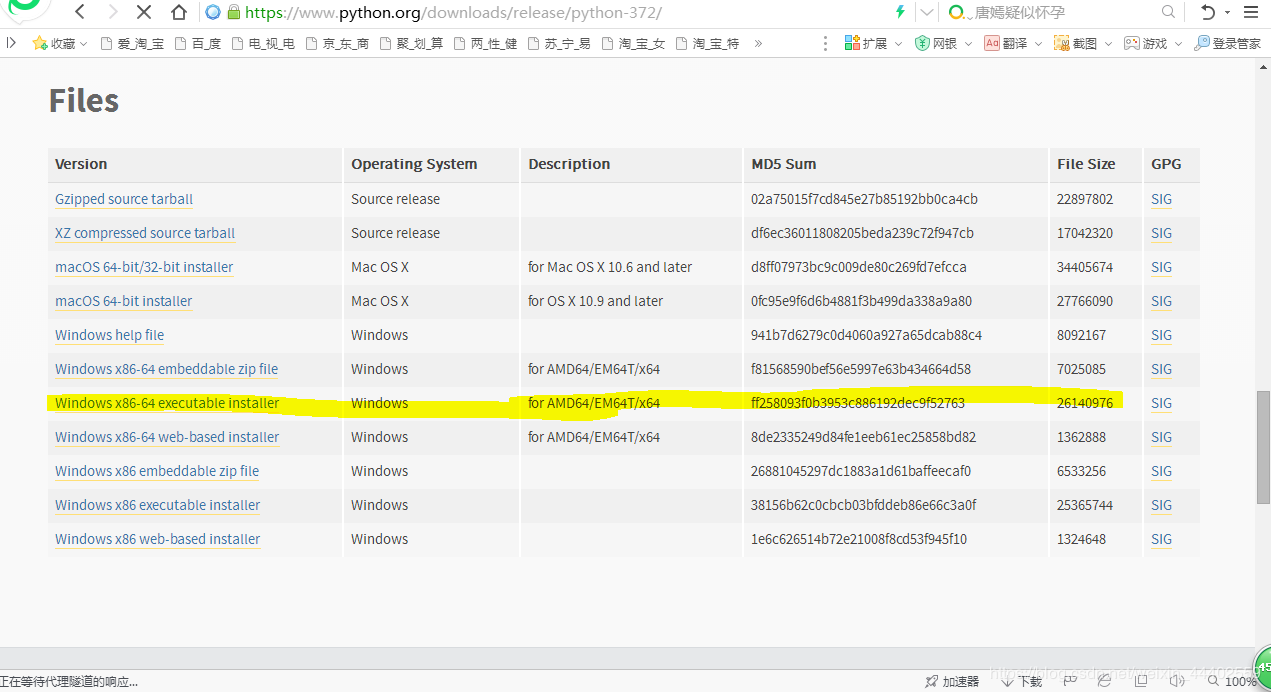 https://www.python.org/downloads/release/python-372/
唐嫣疑似怀孕
收藏 爱_淘_宝 百_度 电_视_电 京_东_商 聚_划_算 两_性_健 苏_宁_易 淘_宝_女 淘_宝_特 » 扩展 网银 Aあ 翻译 截图 游戏 登录管家
Files
Version Operating System Description MD5 Sum File Size GPG
Gzipped source tarball Source release 02a75015f7cd845e27b85192bb0ca4cb 22897802 SIG
XZ compressed source tarball Source release df6ec36011808205beda239c72f947cb 17042320 SIG
macOS 64-bit/32-bit installer Mac OS X for Mac OS X 10.6 and later d8ff07973bc9c009de80c269fd7efcca 34405674 SIG
macOS 64-bit installer Mac OS X for OS X 10.9 and later 0fc95e9f6d6b4881f3b499da338a9a80 27766090 SIG
Windows help file Windows 941b7d6279c0d4060a927a65dcab88c4 8092167 SIG
Windows x86-64 embeddable zip file Windows for AMD64/EM64T/x64 f81568590bef56e5997e63b434664d58 7025085 SIG
Windows x86-64 executable installer Windows for AMD64/EM64T/x64 ff258093f0b3953c886192dec9f52763 26140976 SIG
Windows x86-64 web-based installer Windows for AMD64/EM64T/x64 8de2335249d84fe1eeb61ec25858bd82 1362888 SIG
Windows x86 embeddable zip file Windows 26881045297dc1883a1d61baffeecaf0 6533256 SIG
Windows x86 executable installer Windows 38156b62c0cbcb03bfddeb86e66c3a0f 25365744 SIG
Windows x86 web-based installer Windows 1e6c626514b72e21008f8cd53f945f10 1324648 SIG
45
正在等待代理隧道的响应... 加速器 下载 100%